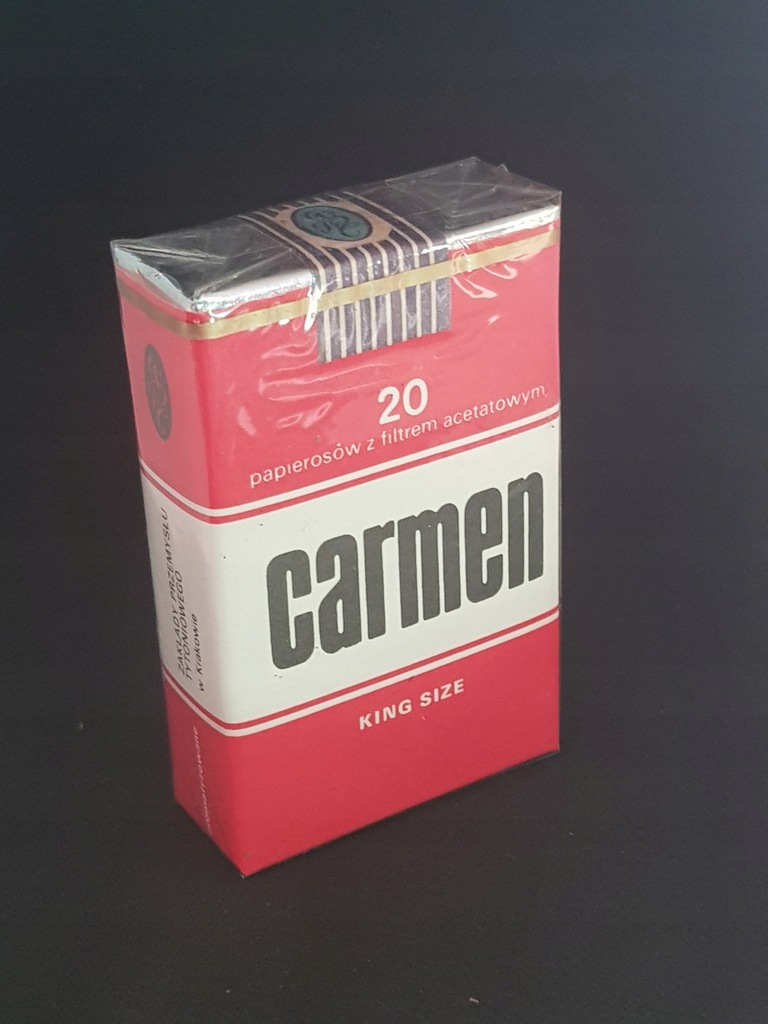 20
papierosów z filtrem acetatowym
carmen
KING SIZE
ZAKŁADY PRZEMYSŁU
TYTONIOWEGO
w Krakowie